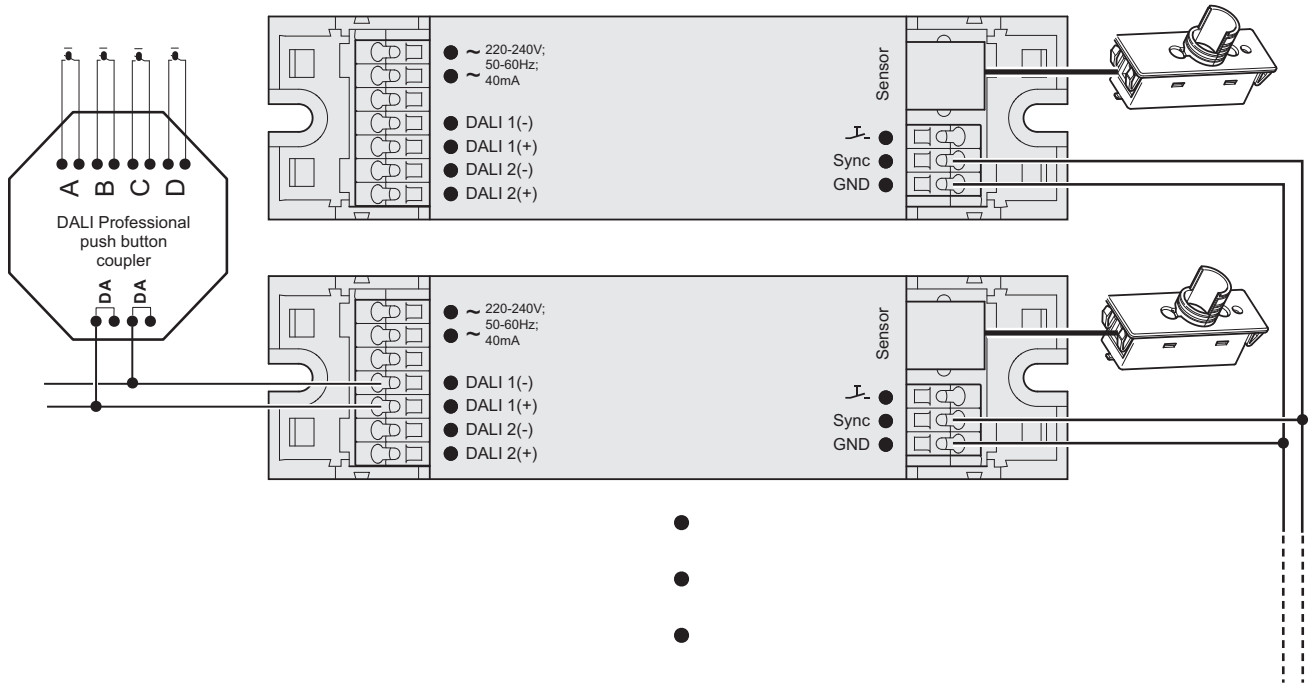 A B C D
DALI Professional
push button
coupler
DA DA
~ 220-240V;
50-60Hz;
~ 40mA
DALI 1(-)
DALI 1(+)
DALI 2(-)
DALI 2(+)
Sensor
Sync
GND
~ 220-240V;
50-60Hz;
~ 40mA
DALI 1(-)
DALI 1(+)
DALI 2(-)
DALI 2(+)
Sensor
Sync
GND